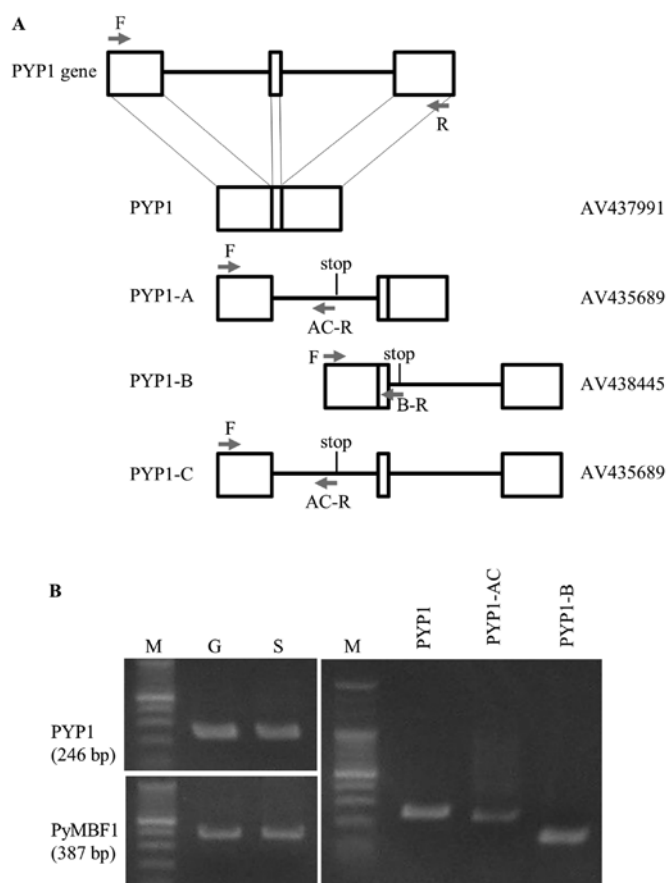 A
F
PYP1 gene
R
PYP1 AV437991
F
stop
PYP1-A AV435689
AC-R
F stop
PYP1-B AV438445
B-R
F
stop
PYP1-C AV435689
AC-R
B
PYP1 PYP1-AC PYP1-B
M G S M
PYP1
(246 bp)
PyMBF1
(387 bp)